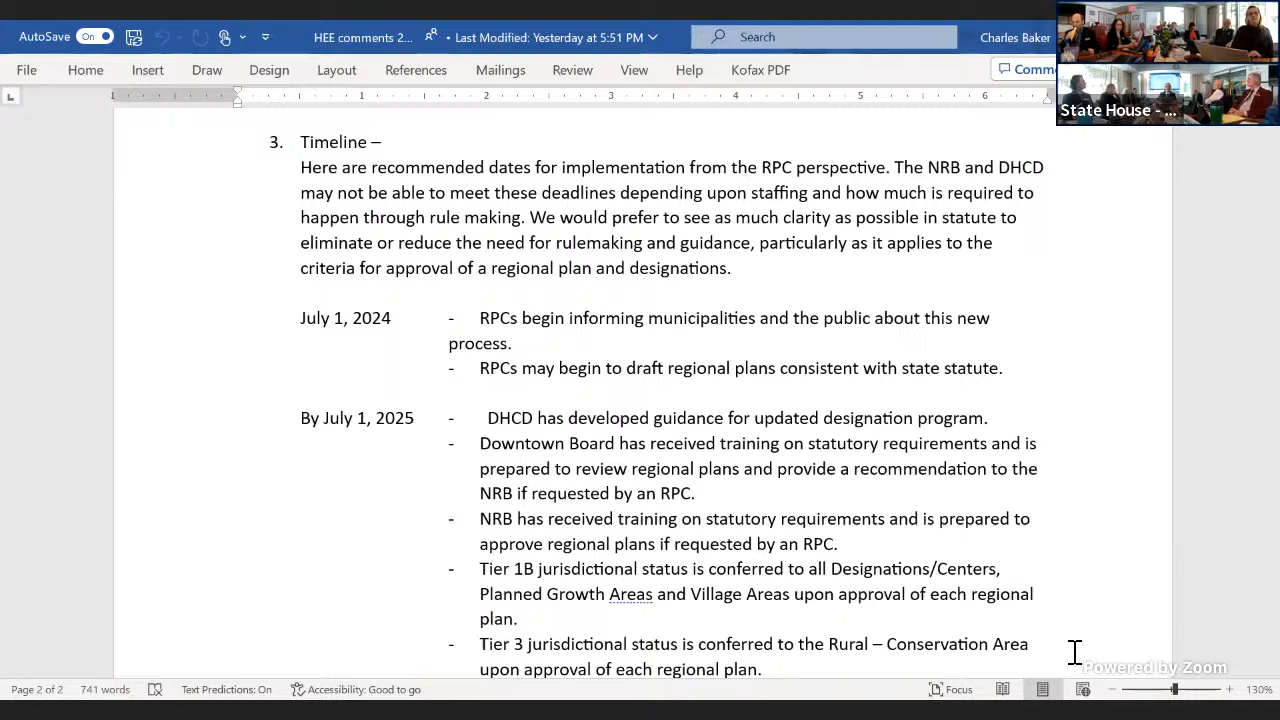 AutoSave On HEE comments 2... • Last Modified: Yesterday at 5:51 PM Search Charles Baker
File Home Insert Draw Design Layout References Mailings Review View Help Kofax PDF Comme
State House - ...
1 1 2 3 4 5 6
3. Timeline –
Here are recommended dates for implementation from the RPC perspective. The NRB and DHCD
may not be able to meet these deadlines depending upon staffing and how much is required to
happen through rule making. We would prefer to see as much clarity as possible in statute to
eliminate or reduce the need for rulemaking and guidance, particularly as it applies to the
criteria for approval of a regional plan and designations.
July 1, 2024 - RPCs begin informing municipalities and the public about this new
process.
- RPCs may begin to draft regional plans consistent with state statute.
By July 1, 2025 - DHCD has developed guidance for updated designation program.
- Downtown Board has received training on statutory requirements and is
prepared to review regional plans and provide a recommendation to the
NRB if requested by an RPC.
- NRB has received training on statutory requirements and is prepared to
approve regional plans if requested by an RPC.
- Tier 1B jurisdictional status is conferred to all Designations/Centers,
Planned Growth Areas and Village Areas upon approval of each regional
plan.
- Tier 3 jurisdictional status is conferred to the Rural – Conservation Area
upon approval of each regional plan.
Powered by Zoom
Page 2 of 2 741 words Text Predictions: On Accessibility: Good to go Focus 130%